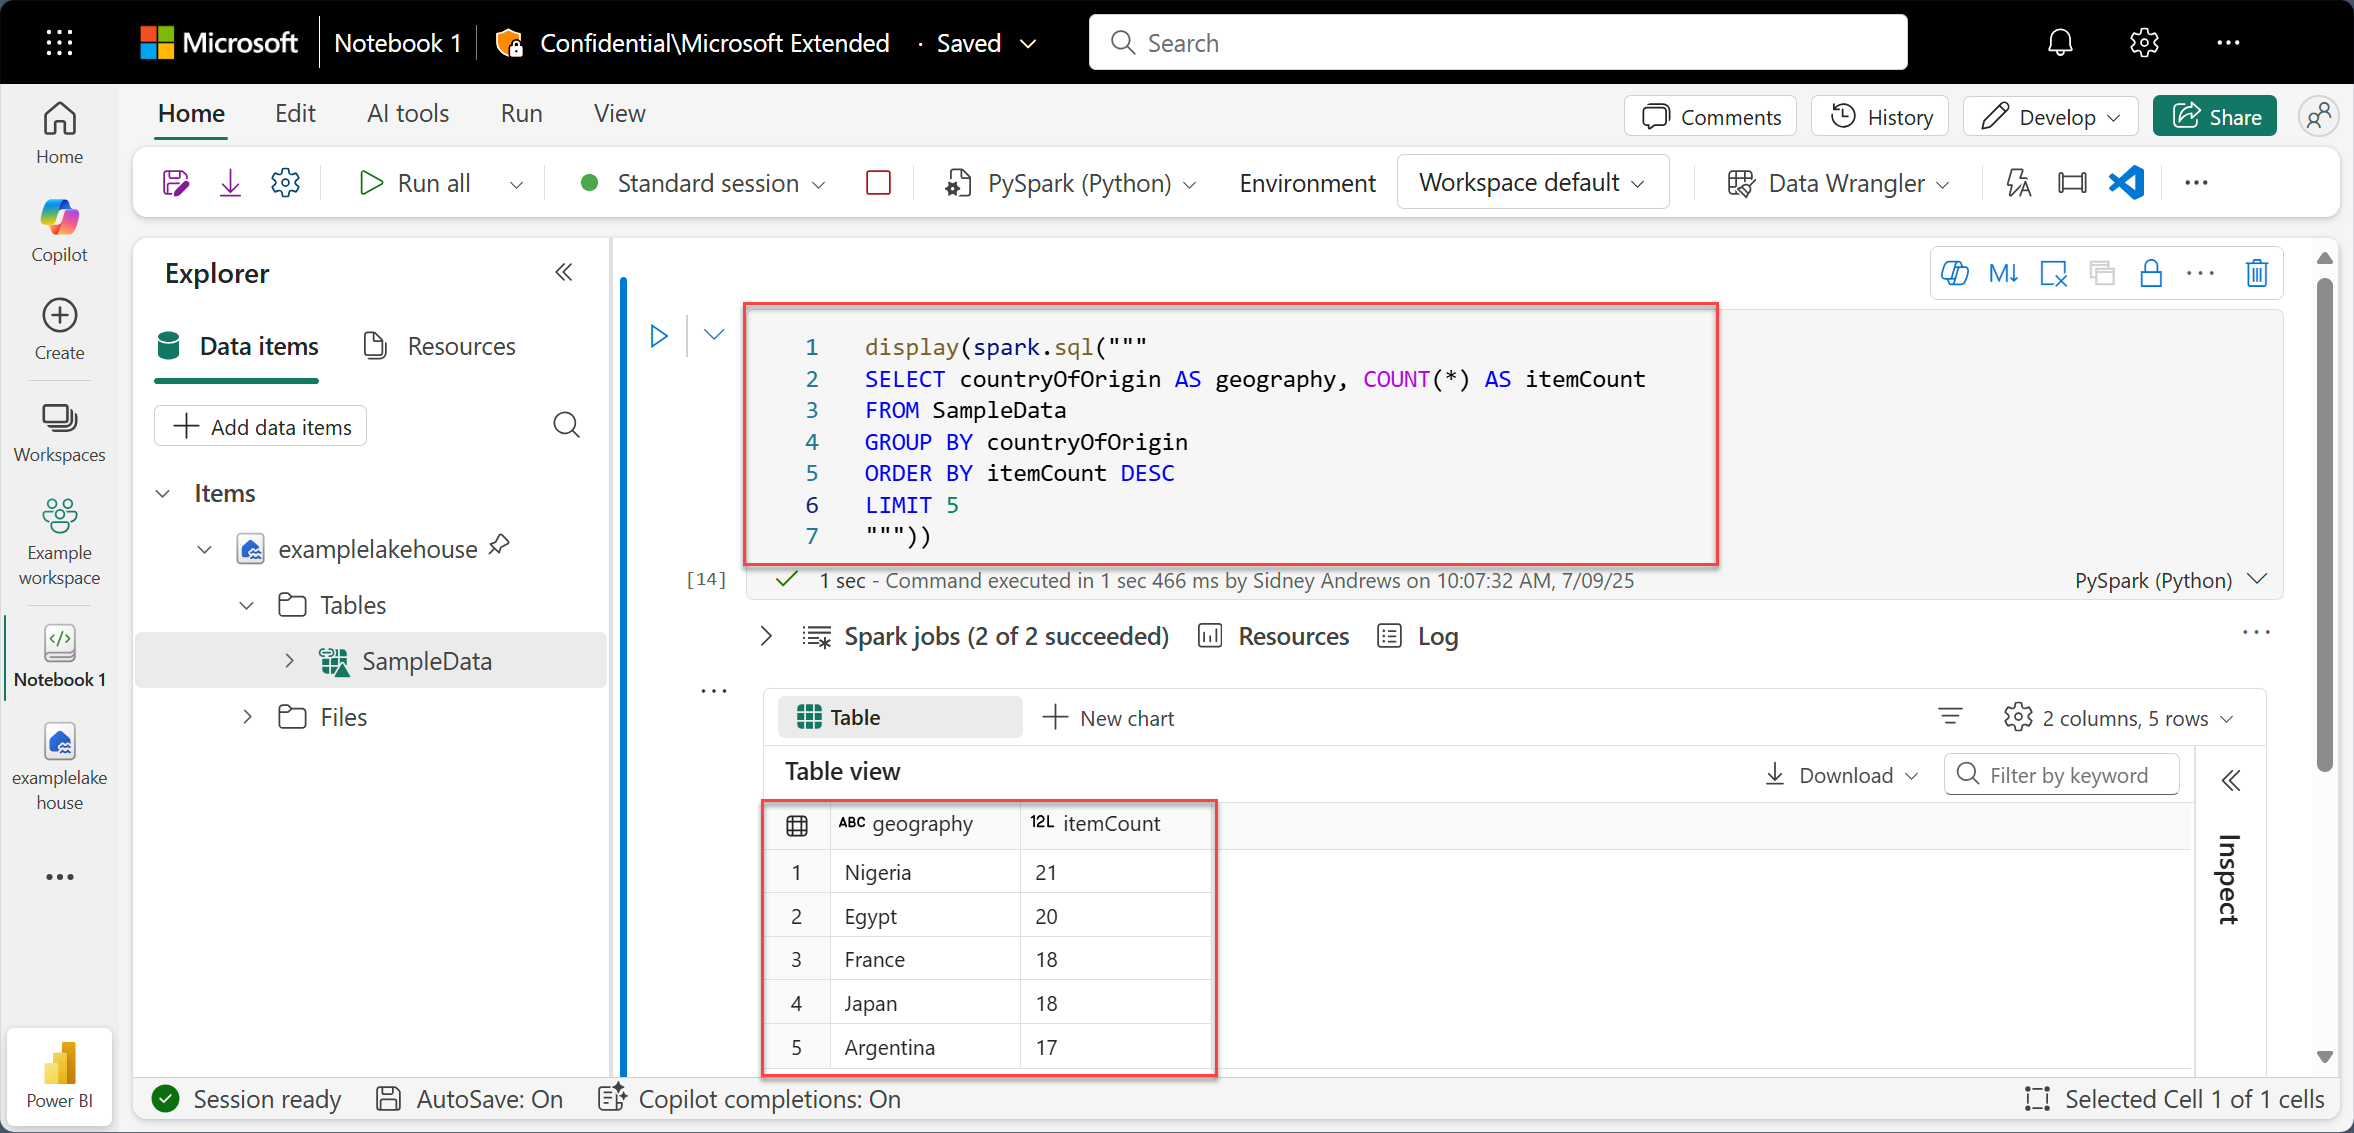 Microsoft Notebook 1 Confidential\Microsoft Extended · Saved Search
Home Edit AI tools Run View Comments History Develop Share
Run all Standard session PySpark (Python) Environment Workspace default Data Wrangler
Home
Copilot
Create
Workspaces
Example
workspace
Notebook 1
examplelake
house
Power BI
Explorer
Data items Resources
Add data items
Items
examplelakehouse
Tables
SampleData
Files
M↓
1 display(spark.sql("""
2 SELECT countryOfOrigin AS geography, COUNT(*) AS itemCount
3 FROM SampleData
4 GROUP BY countryOfOrigin
5 ORDER BY itemCount DESC
6 LIMIT 5
7 """))
[14] 1 sec - Command executed in 1 sec 466 ms by Sidney Andrews on 10:07:32 AM, 7/09/25 PySpark (Python)
Spark jobs (2 of 2 succeeded) Resources Log
Table New chart 2 columns, 5 rows
Table view Download Filter by keyword
ABC geography 12L itemCount
1 Nigeria 21
2 Egypt 20
3 France 18
4 Japan 18
5 Argentina 17
Inspect
Session ready AutoSave: On Copilot completions: On Selected Cell 1 of 1 cells